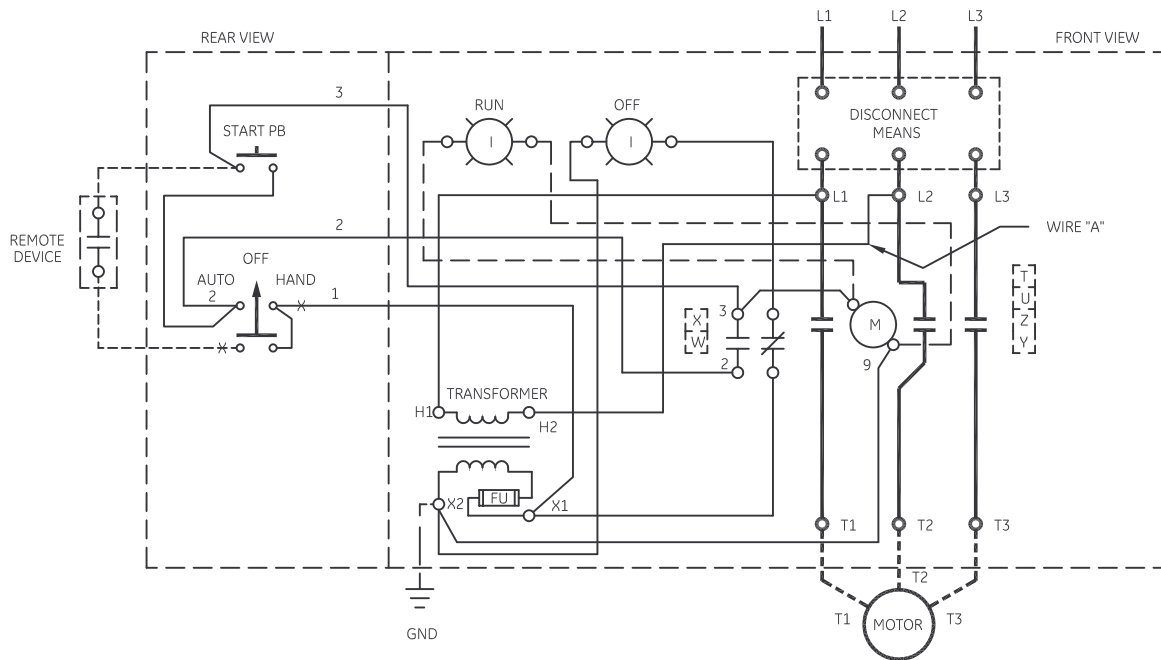 L1 L2 L3
REAR VIEW FRONT VIEW
3 RUN OFF
START PB
DISCONNECT
MEANS
L1 L2 L3
2
WIRE "A"
REMOTE
DEVICE
OFF
AUTO HAND
2 X 1
X
T
U
Z
Y
X
W
3
2
I I
M
9
TRANSFORMER
H1 H2
X2 FU X1
T1 T2 T3
GND
T2
T1 MOTOR T3